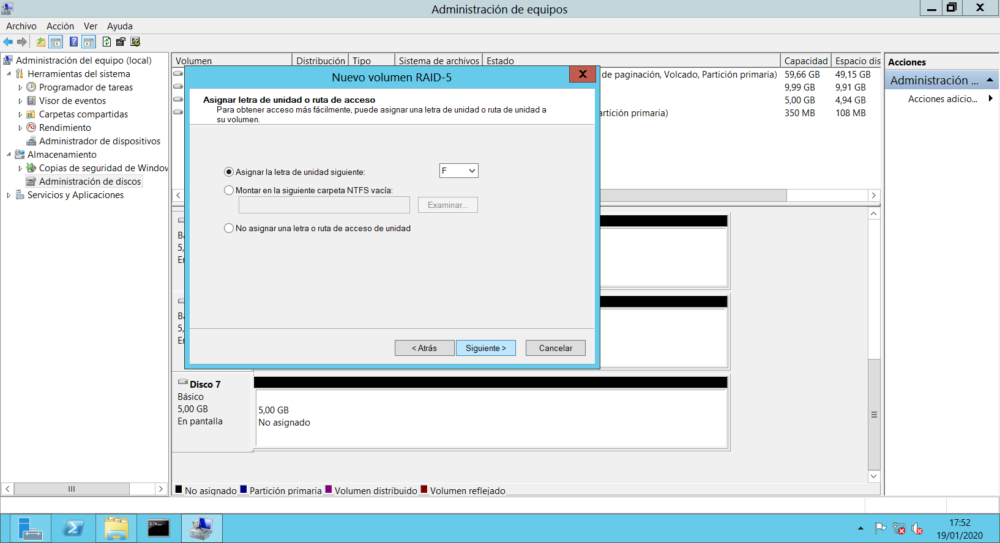 Administración de equipos
Archivo Acción Ver Ayuda
Administración del equipo (local)
Herramientas del sistema
Programador de tareas
Visor de eventos
Carpetas compartidas
Rendimiento
Administrador de dispositivos
Almacenamiento
Copias de seguridad de Window
Administración de discos
Servicios y Aplicaciones
Volumen Distribución Tipo Sistema de archivos Estado Capacidad Espacio dis
de paginación, Volcado, Partición primaria) 59,66 GB 49,15 GB
9,99 GB 9,91 GB
5,00 GB 4,94 GB
artición primaria) 350 MB 108 MB
Nuevo volumen RAID-5
Asignar letra de unidad o ruta de acceso
Para obtener acceso más fácilmente, puede asignar una letra de unidad o ruta de unidad a
su volumen.
Asignar la letra de unidad siguiente: F
Montar en la siguiente carpeta NTFS vacía:
Examinar...
No asignar una letra o ruta de acceso de unidad
< Atrás Siguiente > Cancelar
Bá
5,
En
Bá
5,
En
Disco 7
Básico
5,00 GB
En pantalla
5,00 GB
No asignado
No asignado Partición primaria Volumen distribuido Volumen reflejado
Acciones
Administración ...
Acciones adicio...
17:52
19/01/2020